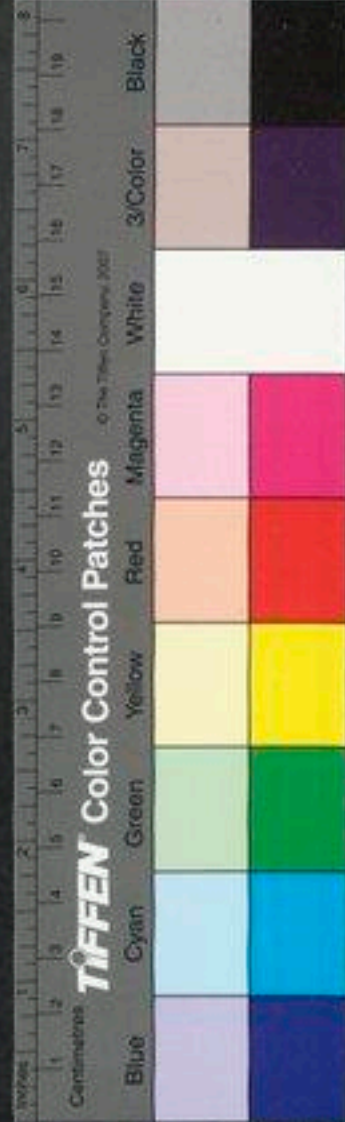 Inches 1 2 3 4 5 6 7 8
Centimetres 1 2 3 4 5 6 7 8 9 10 11 12 13 14 15 16 17 18 19
TIFFEN® Color Control Patches © The Tiffen Company, 2007
Blue Cyan Green Yellow Red Magenta White 3/Color Black